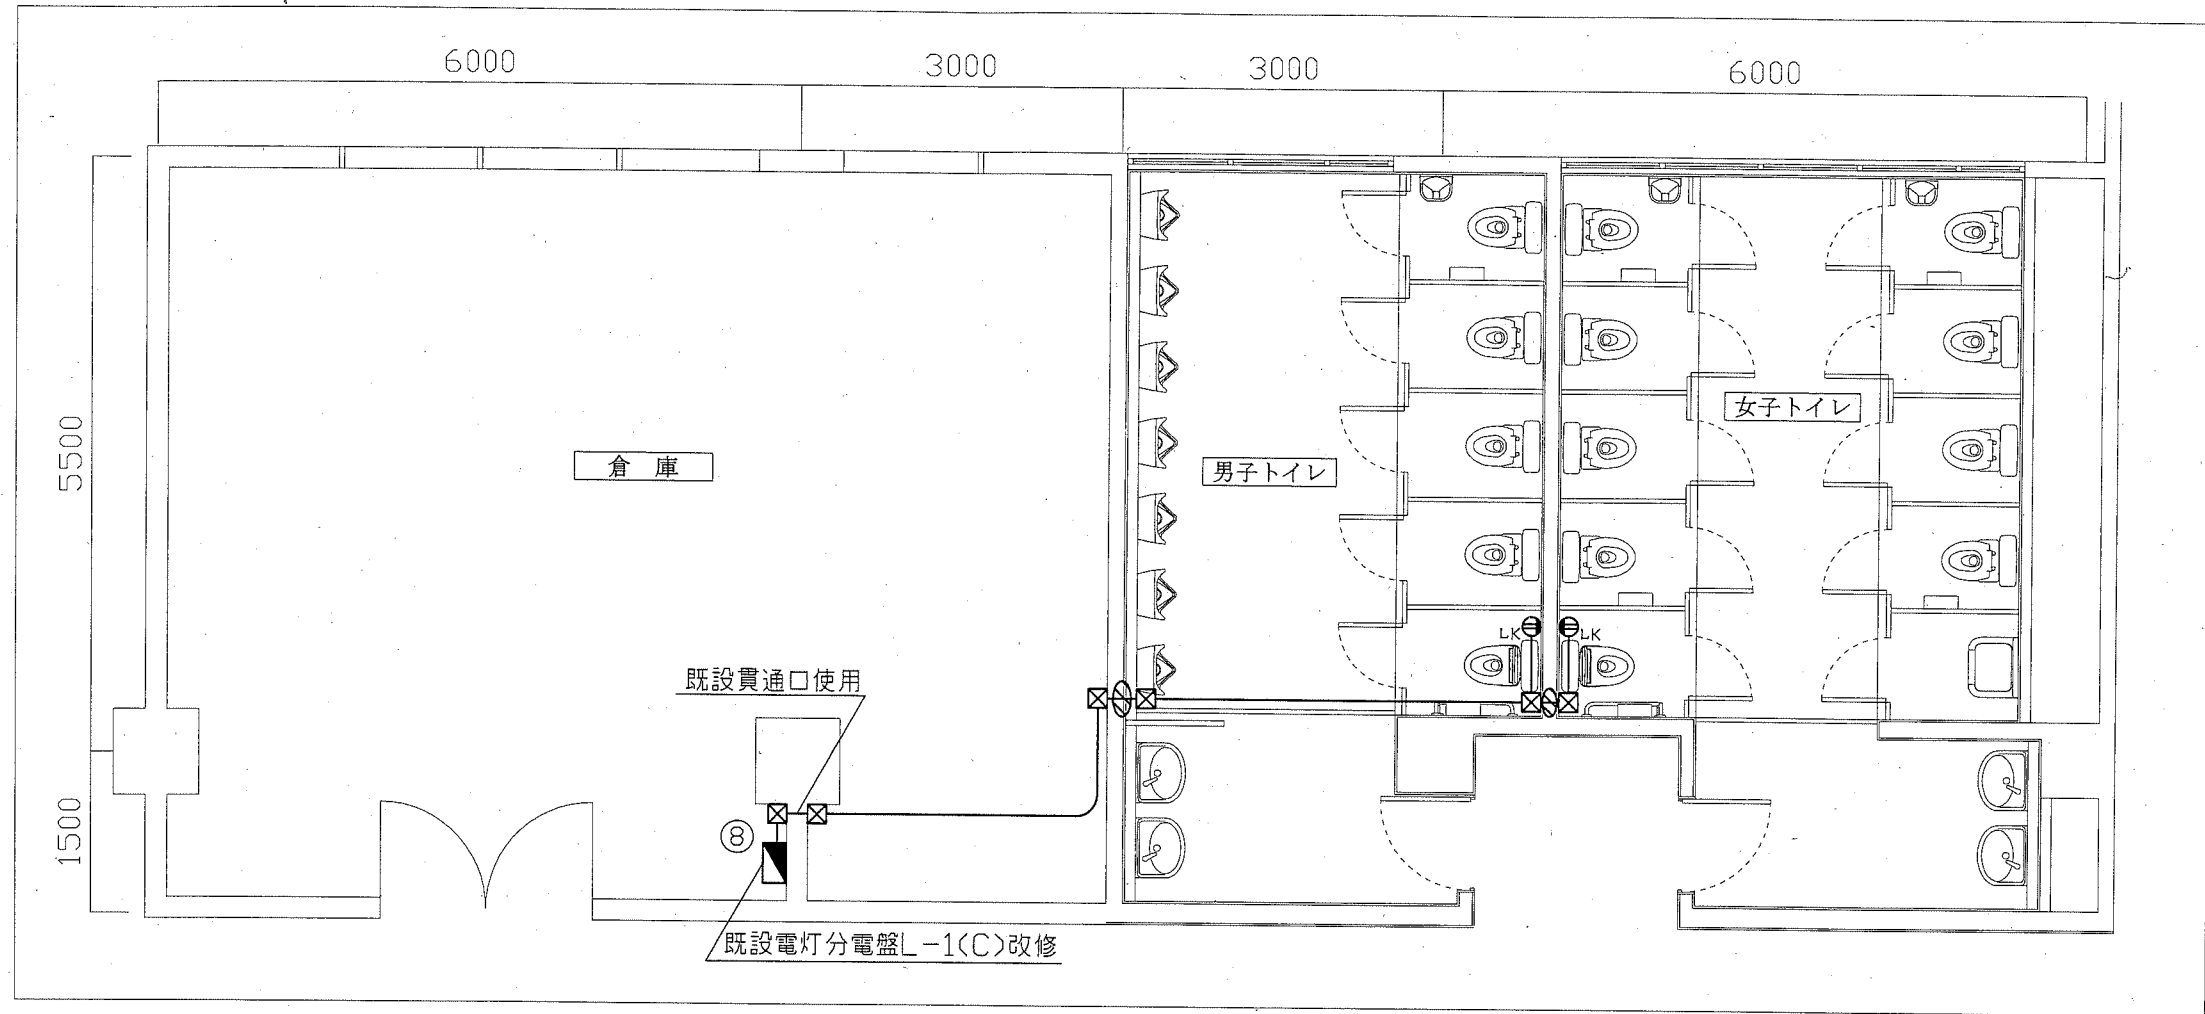 6000
3000
3000
6000
5500
1500
倉 庫
男子トイレ
女子トイレ
LK
LK
既設貫通口使用
⑧
既設電灯分電盤L-1(C)改修